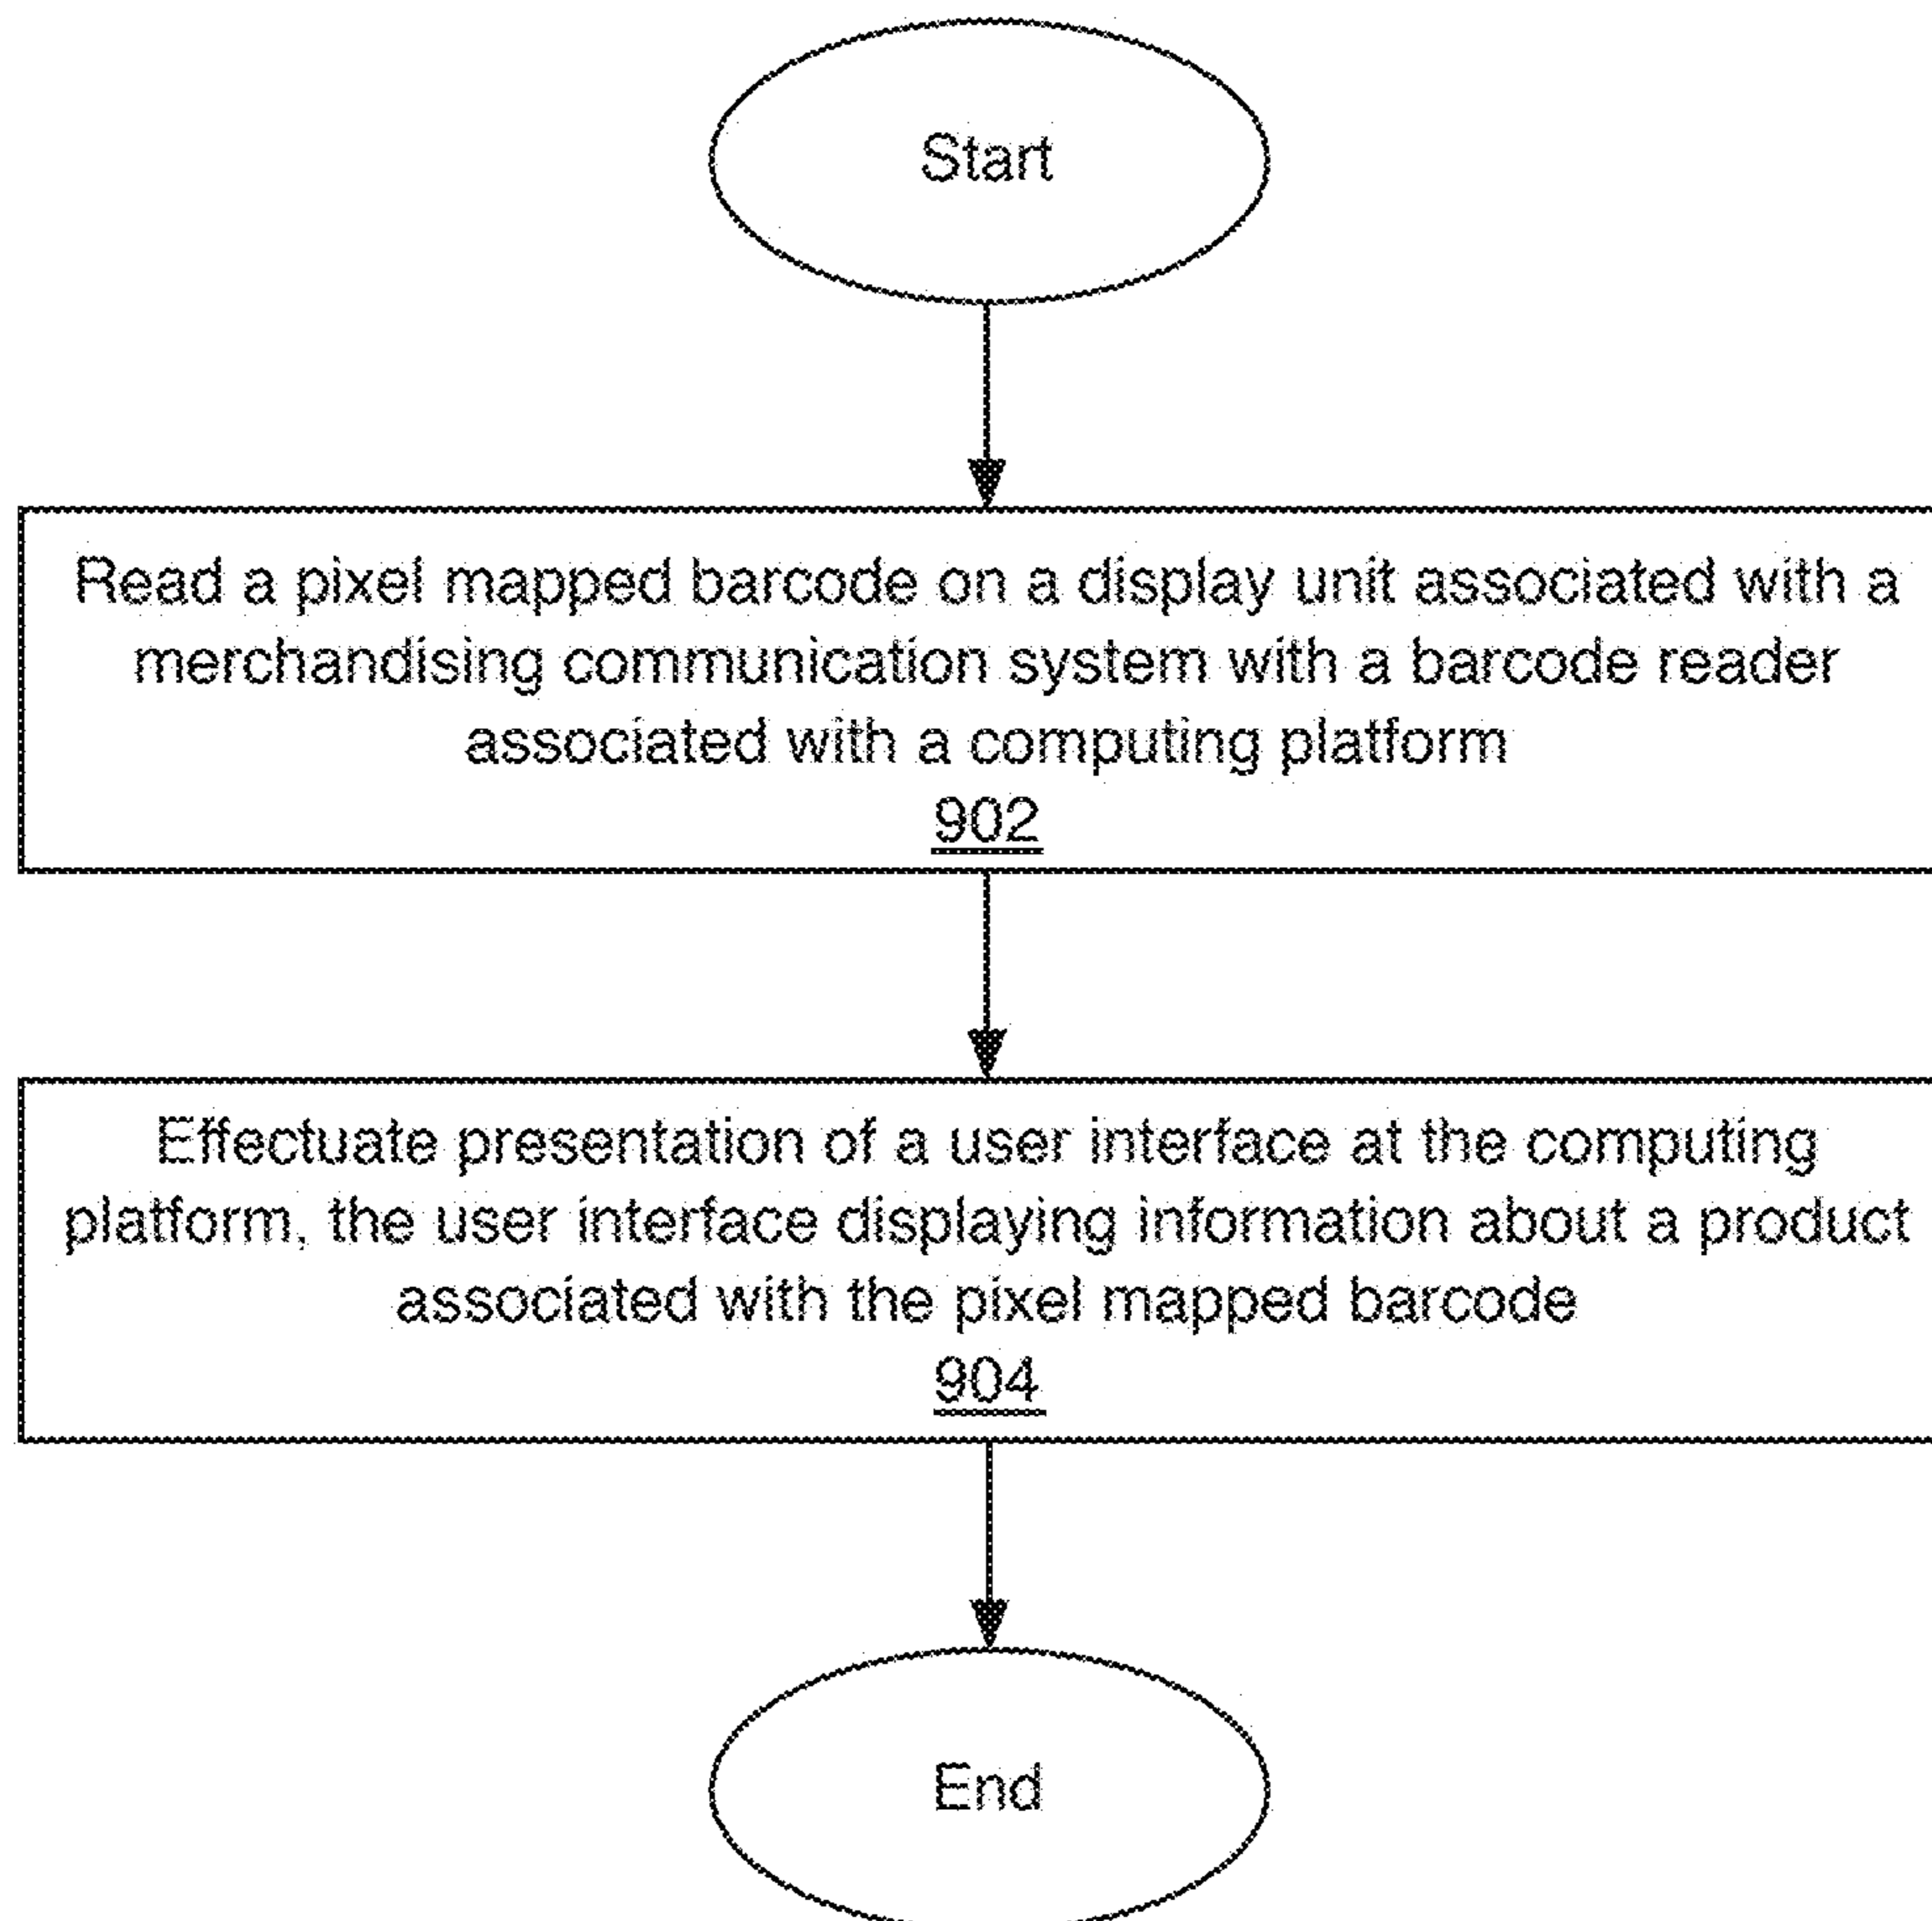 Start
Read a pixel mapped barcode on a display unit associated with a
merchandising communication system with a barcode reader
associated with a computing platform
902
Effectuate presentation of a user interface at the computing
platform, the user interface displaying information about a product
associated with the pixel mapped barcode
904
End